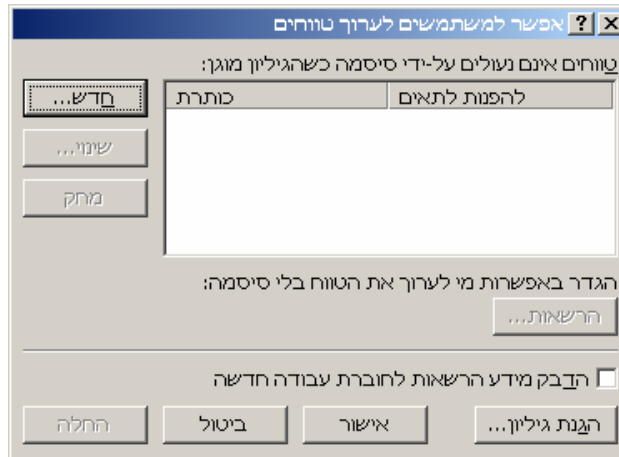 אפשר למשתמשים לערוך טווחים
טווחים אינם נעולים על-ידי סיסמה כשהגיליון מוגן:
כותרת להפנות לתאים
חדש...
שינוי...
מחק
הגדר באפשרות מי לערוך את הטווח בלי סיסמה:
הרשאות...
הדבק מידע הרשאות לחוברת עבודה חדשה
הגנת גיליון... אישור ביטול החלה